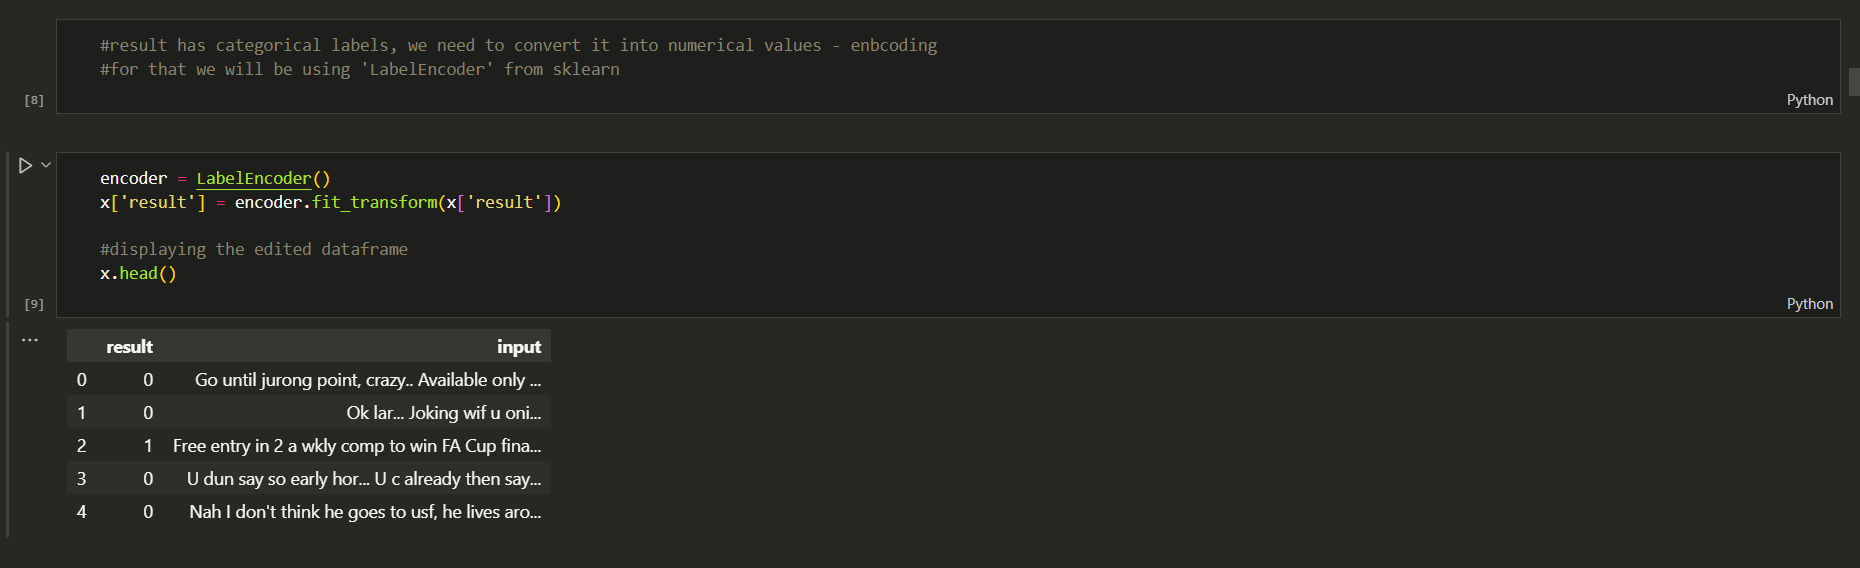 #result has categorical labels, we need to convert it into numerical values - enbcoding
#for that we will be using 'LabelEncoder' from sklearn
[8]
Python
encoder = LabelEncoder()
x['result'] = encoder.fit_transform(x['result'])
#displaying the edited dataframe
x.head()
[9]
Python
...
result input
0 0 Go until jurong point, crazy.. Available only ...
1 0 Ok lar... Joking wif u oni...
2 1 Free entry in 2 a wkly comp to win FA Cup fina...
3 0 U dun say so early hor... U c already then say...
4 0 Nah I don't think he goes to usf, he lives aro...